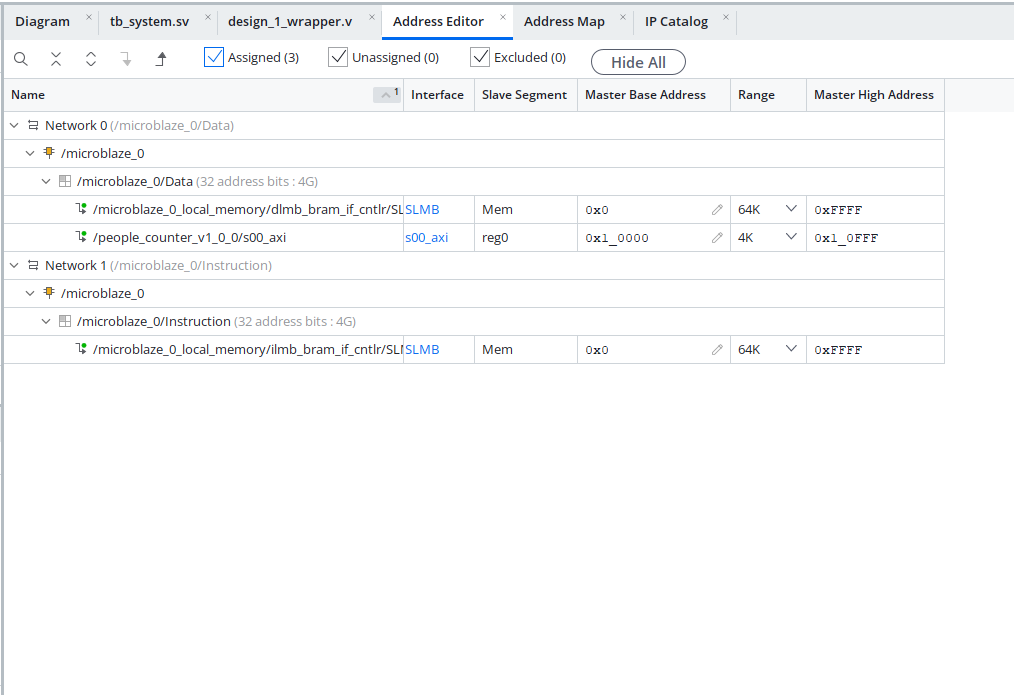 Diagram × tb_system.sv × design_1_wrapper.v × Address Editor × Address Map × IP Catalog ×
Assigned (3) Unassigned (0) Excluded (0) Hide All
Name 1 Interface Slave Segment Master Base Address Range Master High Address
Network 0 (/microblaze_0/Data)
/microblaze_0
/microblaze_0/Data (32 address bits : 4G)
/microblaze_0_local_memory/dlmb_bram_if_cntlr/SL SLMB Mem 0x0 64K 0xFFFF
/people_counter_v1_0_0/s00_axi s00_axi reg0 0x1_0000 4K 0x1_0FFF
Network 1 (/microblaze_0/Instruction)
/microblaze_0
/microblaze_0/Instruction (32 address bits : 4G)
/microblaze_0_local_memory/ilmb_bram_if_cntlr/SL SLMB Mem 0x0 64K 0xFFFF